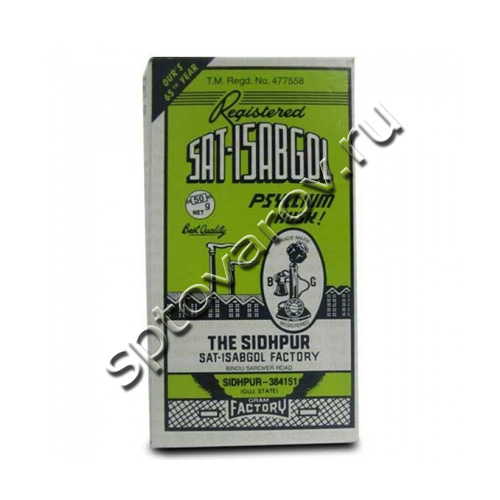 OUR'S
65TH YEAR
T.M. Regd. No. 477558
Registered
SAT-ISABGOL
PSYLLIUM
HUSK!
50
g
NET
Best Quality
TRADE MARK
B G
REGISTERED
THE SIDHPUR
SAT-ISABGOL FACTORY
BINDU SAROVER ROAD
SIDHPUR-384151
(GUJ. STATE)
GRAM
FACTORY
sptovarov.ru